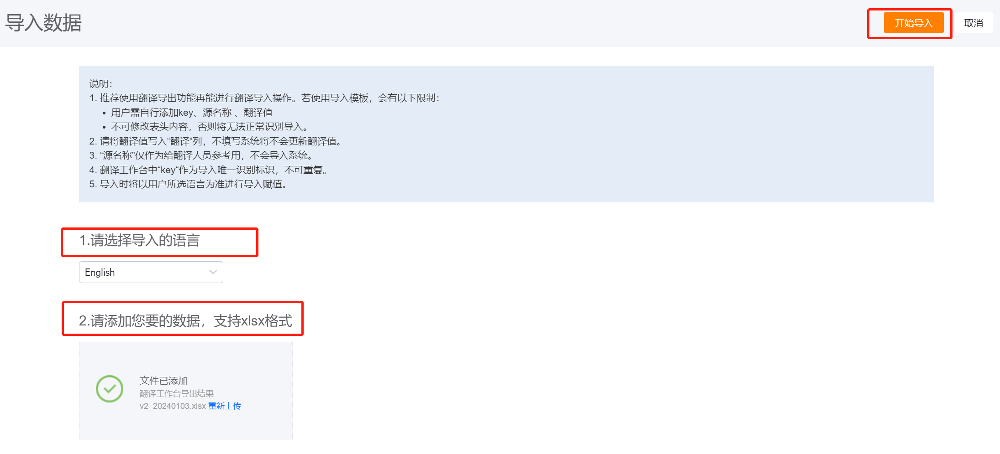 导入数据
开始导入
取消
说明：
1. 推荐使用翻译导出功能再能进行翻译导入操作。若使用导入模板，会有以下限制：
• 用户需自行添加key、源名称 、翻译值
• 不可修改表头内容，否则将无法正常识别导入。
2. 请将翻译值写入“翻译”列，不填写系统将不会更新翻译值。
3. “源名称”仅作为给翻译人员参考用，不会导入系统。
4. 翻译工作台中“key“作为导入唯一识别标识，不可重复。
5. 导入时将以用户所选语言为准进行导入赋值。
1.请选择导入的语言
English
2.请添加您要的数据，支持xlsx格式
文件已添加
翻译工作台导出结果
v2_20240103.xlsx 重新上传